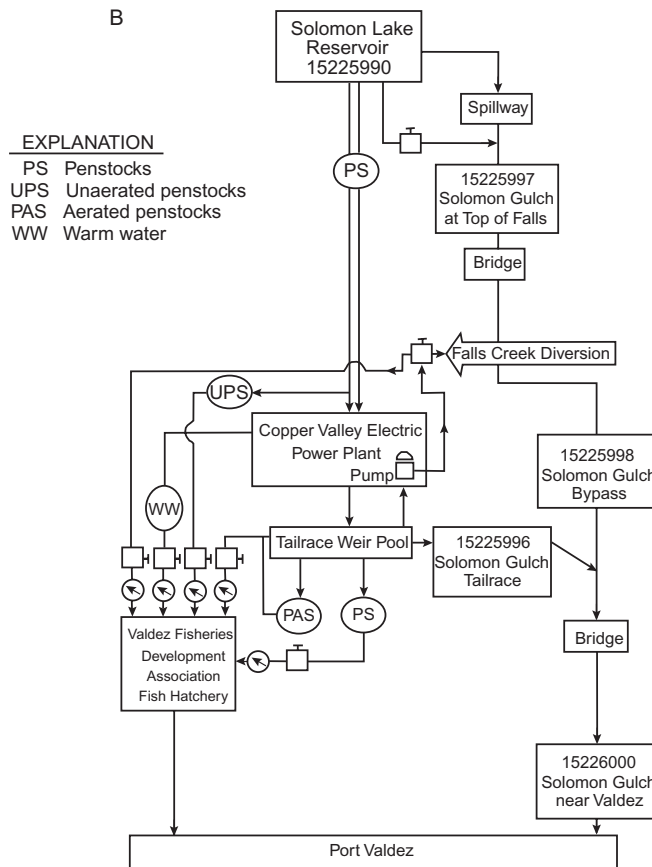 B
Solomon Lake
Reservoir
15225990
Spillway
EXPLANATION
PS Penstocks
UPS Unaerated penstocks
PAS Aerated penstocks
WW Warm water
PS
15225997
Solomon Gulch
at Top of Falls
Bridge
Falls Creek Diversion
UPS
Copper Valley Electric
Power Plant
Pump
15225998
Solomon Gulch
Bypass
WW
Tailrace Weir Pool
15225996
Solomon Gulch
Tailrace
PAS
PS
Valdez Fisheries
Development
Association
Fish Hatchery
Bridge
15226000
Solomon Gulch
near Valdez
Port Valdez